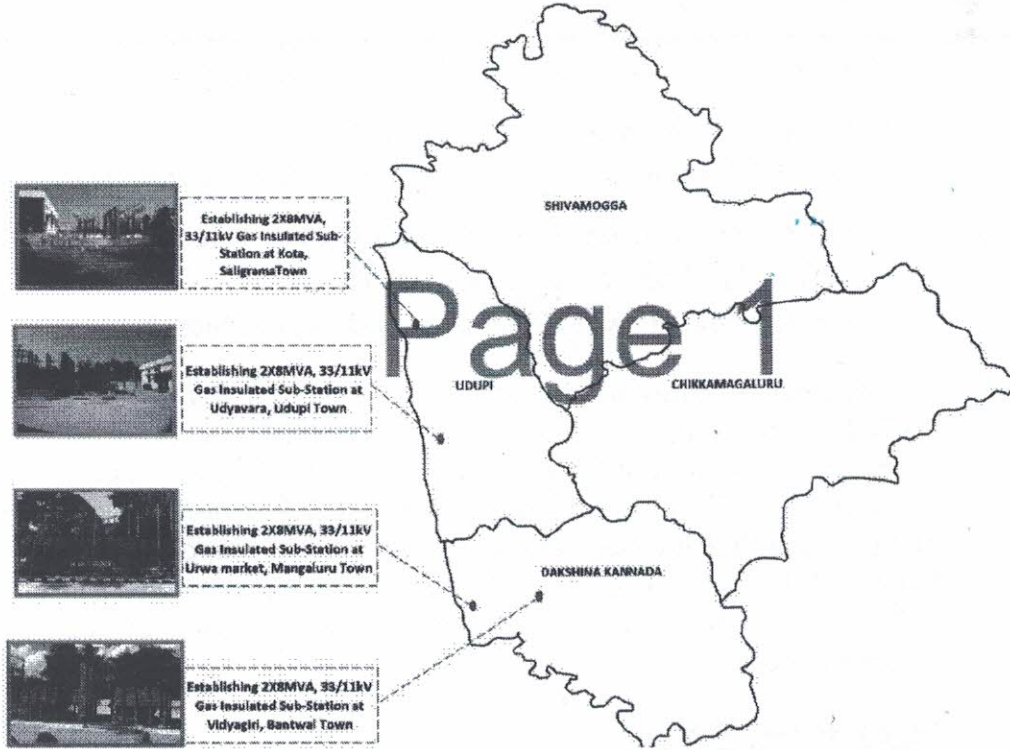 SHIVAMOGGA
Establishing 2X8MVA,
33/11kV Gas Insulated Sub-
Station at Kota,
SaligramaTown
Page 1
Establishing 2X8MVA, 33/11kV
Gas Insulated Sub-Station at
Udyavara, Udupi Town
UDUPI
CHIKKAMAGALURU
Establishing 2X8MVA, 33/11kV
Gas Insulated Sub-Station at
Urwa market, Mangaluru Town
DAKSHINA KANNADA
Establishing 2X8MVA, 33/11kV
Gas Insulated Sub-Station at
Vidyagiri, Bantwal Town